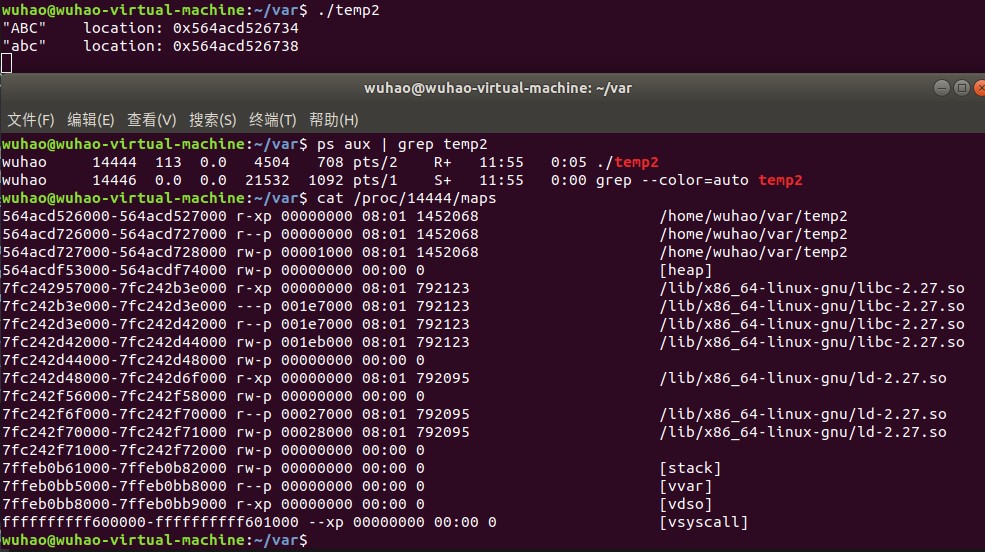 wuhao@wuhao-virtual-machine:~/var$ ./temp2
"ABC"    location: 0x564acd526734
"abc"    location: 0x564acd526738
wuhao@wuhao-virtual-machine: ~/var
文件(F)  编辑(E)  查看(V)  搜索(S)  终端(T)  帮助(H)
wuhao@wuhao-virtual-machine:~/var$ ps aux | grep temp2
wuhao     14444  113  0.0   4504   708 pts/2    R+   11:55   0:05 ./temp2
wuhao     14446  0.0  0.0  21532  1092 pts/1    S+   11:55   0:00 grep --color=auto temp2
wuhao@wuhao-virtual-machine:~/var$ cat /proc/14444/maps
564acd526000-564acd527000 r-xp 00000000 08:01 1452068                    /home/wuhao/var/temp2
564acd726000-564acd727000 r--p 00000000 08:01 1452068                    /home/wuhao/var/temp2
564acd727000-564acd728000 rw-p 00001000 08:01 1452068                    /home/wuhao/var/temp2
564acdf53000-564acdf74000 rw-p 00000000 00:00 0                          [heap]
7fc242957000-7fc242b3e000 r-xp 00000000 08:01 792123                     /lib/x86_64-linux-gnu/libc-2.27.so
7fc242b3e000-7fc242d3e000 ---p 001e7000 08:01 792123                     /lib/x86_64-linux-gnu/libc-2.27.so
7fc242d3e000-7fc242d42000 r--p 001e7000 08:01 792123                     /lib/x86_64-linux-gnu/libc-2.27.so
7fc242d42000-7fc242d44000 rw-p 001eb000 08:01 792123                     /lib/x86_64-linux-gnu/libc-2.27.so
7fc242d44000-7fc242d48000 rw-p 00000000 00:00 0
7fc242d48000-7fc242d6f000 r-xp 00000000 08:01 792095                     /lib/x86_64-linux-gnu/ld-2.27.so
7fc242f56000-7fc242f58000 rw-p 00000000 00:00 0
7fc242f6f000-7fc242f70000 r--p 00027000 08:01 792095                     /lib/x86_64-linux-gnu/ld-2.27.so
7fc242f70000-7fc242f71000 rw-p 00028000 08:01 792095                     /lib/x86_64-linux-gnu/ld-2.27.so
7fc242f71000-7fc242f72000 rw-p 00000000 00:00 0
7ffeb0b61000-7ffeb0b82000 rw-p 00000000 00:00 0                          [stack]
7ffeb0bb5000-7ffeb0bb8000 r--p 00000000 00:00 0                          [vvar]
7ffeb0bb8000-7ffeb0bb9000 r-xp 00000000 00:00 0                          [vdso]
ffffffffff600000-ffffffffff601000 --xp 00000000 00:00 0                  [vsyscall]
wuhao@wuhao-virtual-machine:~/var$